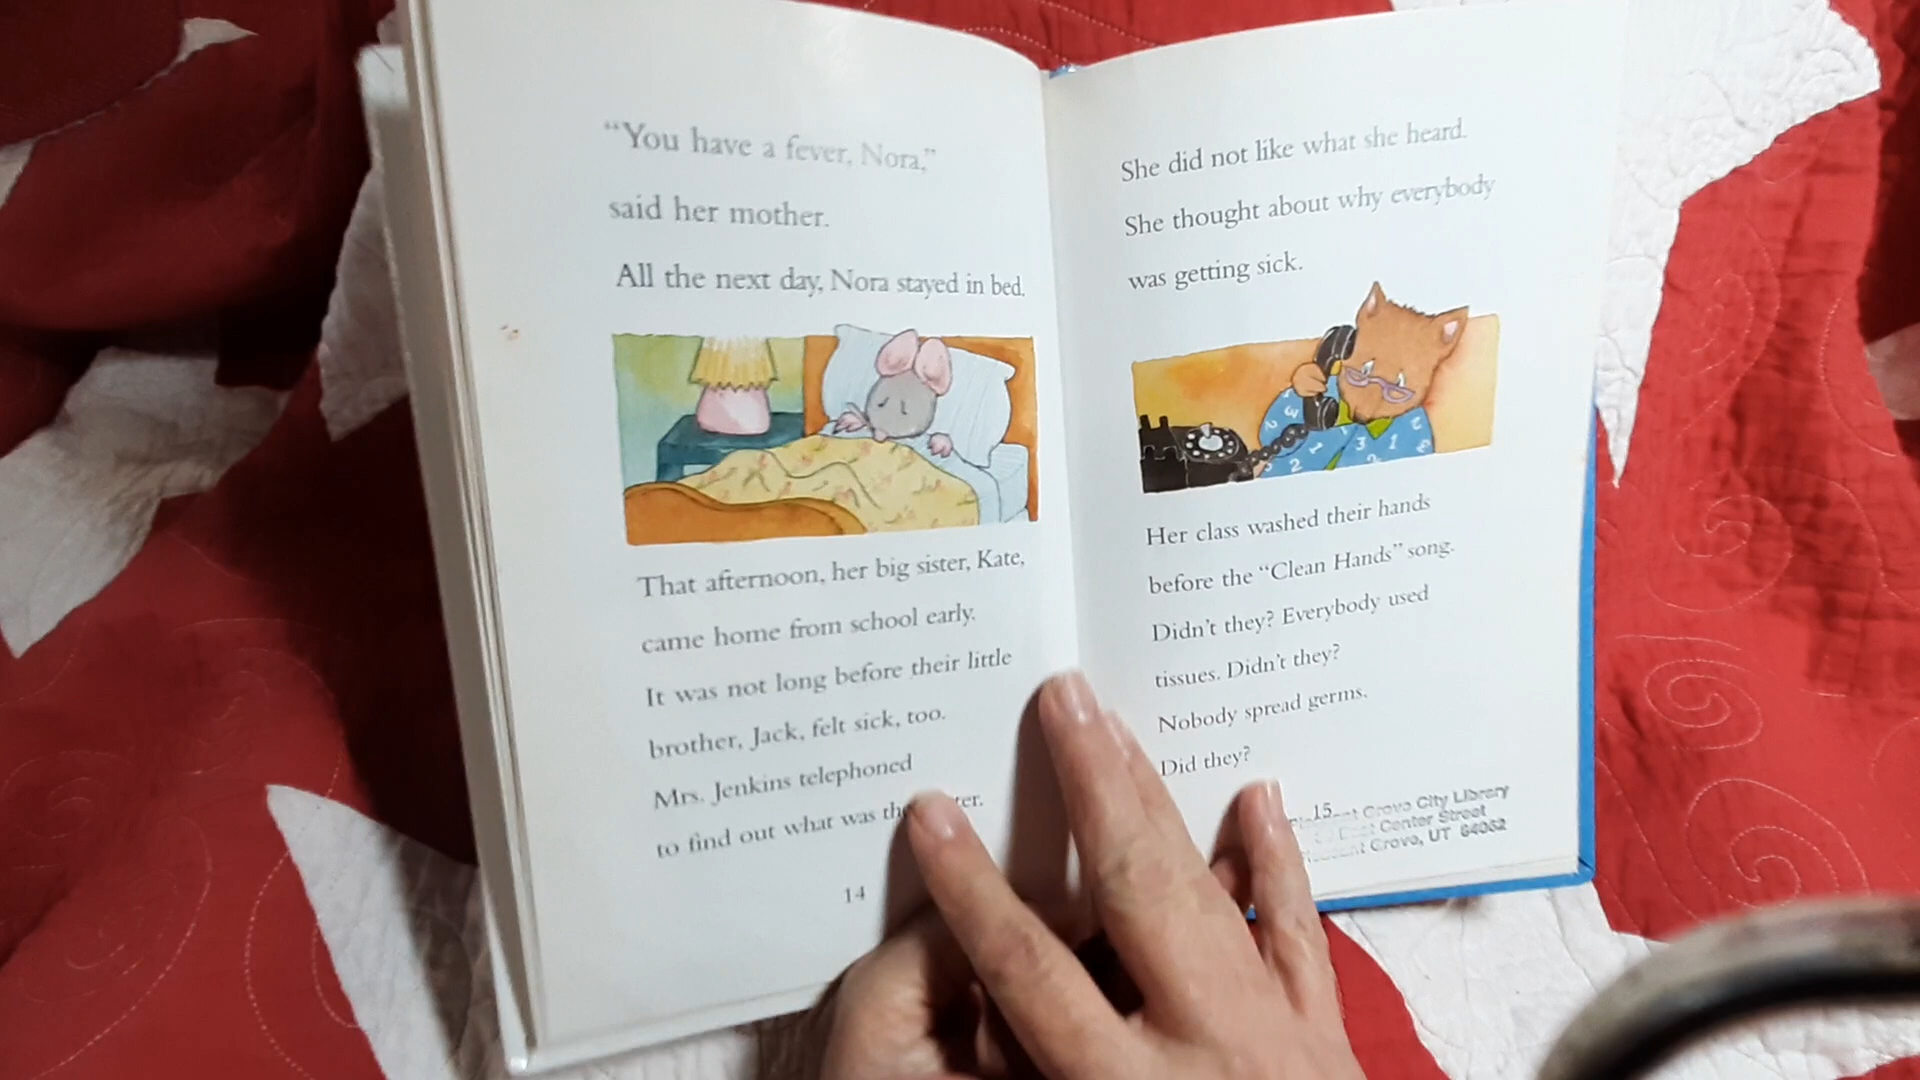 “You have a fever, Nora,”
said her mother.
All the next day, Nora stayed in bed.
That afternoon, her big sister, Kate,
came home from school early.
It was not long before their little
brother, Jack, felt sick, too.
Mrs. Jenkins telephoned
to find out what was the
14
She did not like what she heard.
She thought about why everybody
was getting sick.
Her class washed their hands
before the “Clean Hands” song.
Didn't they? Everybody used
tissues. Didn't they?
Nobody spread germs.
Did they?
15
Grove City Library
Center Street
Grove, UT 84062